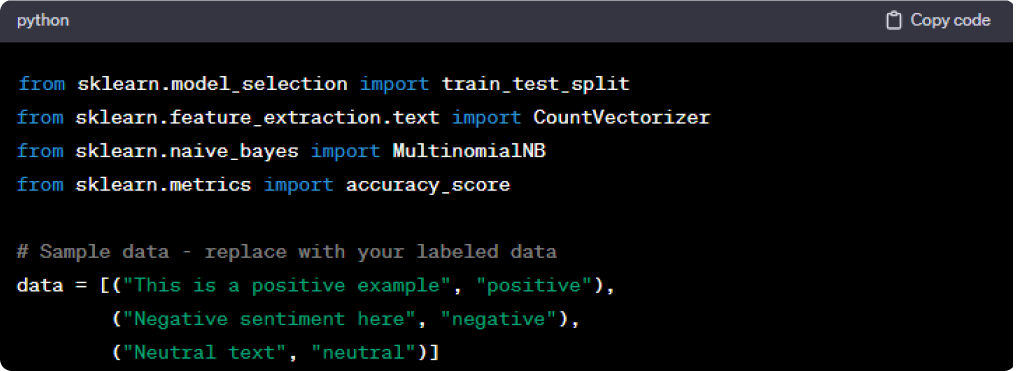 python
Copy code
from sklearn.model_selection import train_test_split
from sklearn.feature_extraction.text import CountVectorizer
from sklearn.naive_bayes import MultinomialNB
from sklearn.metrics import accuracy_score
# Sample data - replace with your labeled data
data = [("This is a positive example", "positive"),
("Negative sentiment here", "negative"),
("Neutral text", "neutral")]